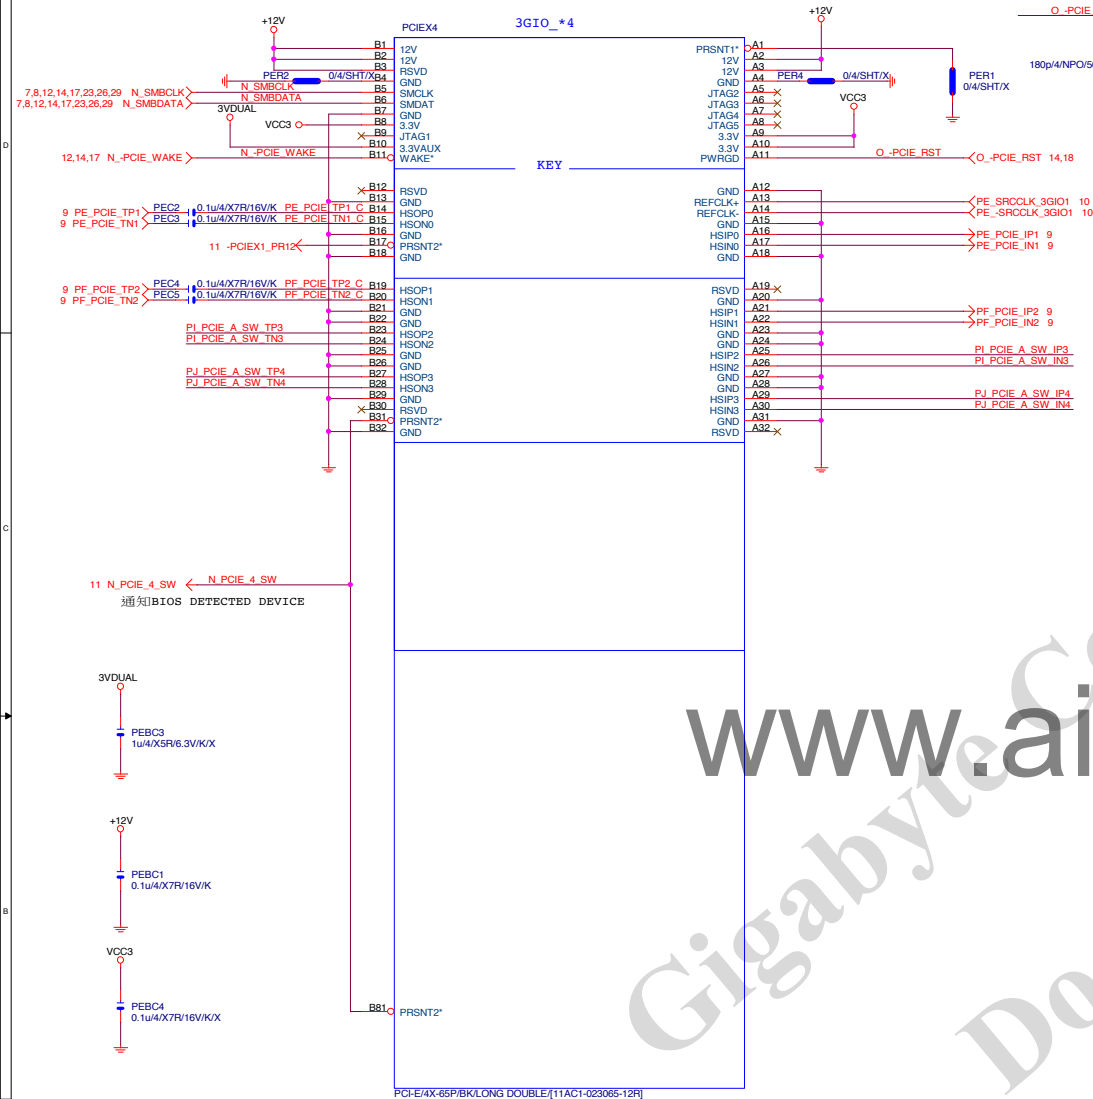 O_-PCIE
+12V
PCIEX4
3GIO_*4
+12V
B1 12V PRSNT1* A1
B2 12V 12V A2
B3 RSVD 12V A3
PER2 0/4/SHT/X B4 GND GND A4 PER4 0/4/SHT/X
PER1
0/4/SHT/X
180p/4/NPO/50
7,8,12,14,17,23,26,29 N_SMBCLK N_SMBCLK B5 SMCLK JTAG2 A5
7,8,12,14,17,23,26,29 N_SMBDATA N_SMBDATA B6 SMDAT JTAG3 A6
3VDUAL B7 GND JTAG4 A7 VCC3
VCC3 B8 3.3V JTAG5 A8
B9 JTAG1 3.3V A9
B10 3.3VAUX 3.3V A10
12,14,17 N_-PCIE_WAKE N_-PCIE_WAKE B11 WAKE* PWRGD A11 O_-PCIE_RST O_-PCIE_RST 14,18
KEY
B12 RSVD GND A12
B13 GND REFCLK+ A13 PE_SRCCLK_3GIO1 10
9 PE_PCIE_TP1 PEC2 0.1u/4/X7R/16V/K PE_PCIE_TP1_C B14 HSOP0 REFCLK- A14 PE_-SRCCLK_3GIO1 10
9 PE_PCIE_TN1 PEC3 0.1u/4/X7R/16V/K PE_PCIE_TN1_C B15 HSON0 GND A15
B16 GND HSIP0 A16 PE_PCIE_IP1 9
11 -PCIEX1_PR12 B17 PRSNT2* HSIN0 A17 PE_PCIE_IN1 9
B18 GND GND A18
9 PF_PCIE_TP2 PEC4 0.1u/4/X7R/16V/K PF_PCIE_TP2_C B19 HSOP1 RSVD A19
9 PF_PCIE_TN2 PEC5 0.1u/4/X7R/16V/K PF_PCIE_TN2_C B20 HSON1 GND A20
B21 GND HSIP1 A21 PF_PCIE_IP2 9
B22 GND HSIN1 A22 PF_PCIE_IN2 9
PI_PCIE_A_SW_TP3 B23 HSOP2 GND A23
PI_PCIE_A_SW_TN3 B24 HSON2 GND A24
B25 GND HSIP2 A25 PI_PCIE_A_SW_IP3
B26 GND HSIN2 A26 PI_PCIE_A_SW_IN3
PJ_PCIE_A_SW_TP4 B27 HSOP3 GND A27
PJ_PCIE_A_SW_TN4 B28 HSON3 GND A28
B29 GND HSIP3 A29 PJ_PCIE_A_SW_IP4
B30 RSVD HSIN3 A30 PJ_PCIE_A_SW_IN4
B31 PRSNT2* GND A31
B32 GND RSVD A32
D
C
B
11 N_PCIE_4_SW N_PCIE_4_SW
通知BIOS DETECTED DEVICE
3VDUAL
PEBC3
1u/4/X5R/6.3V/K/X
+12V
PEBC1
0.1u/4/X7R/16V/K
VCC3
PEBC4
0.1u/4/X7R/16V/K/X
B81 PRSNT2*
PCI-E/4X-65P/BK/LONG DOUBLE/[11AC1-023065-12R]
www.ai
Gigabyte Co
Do